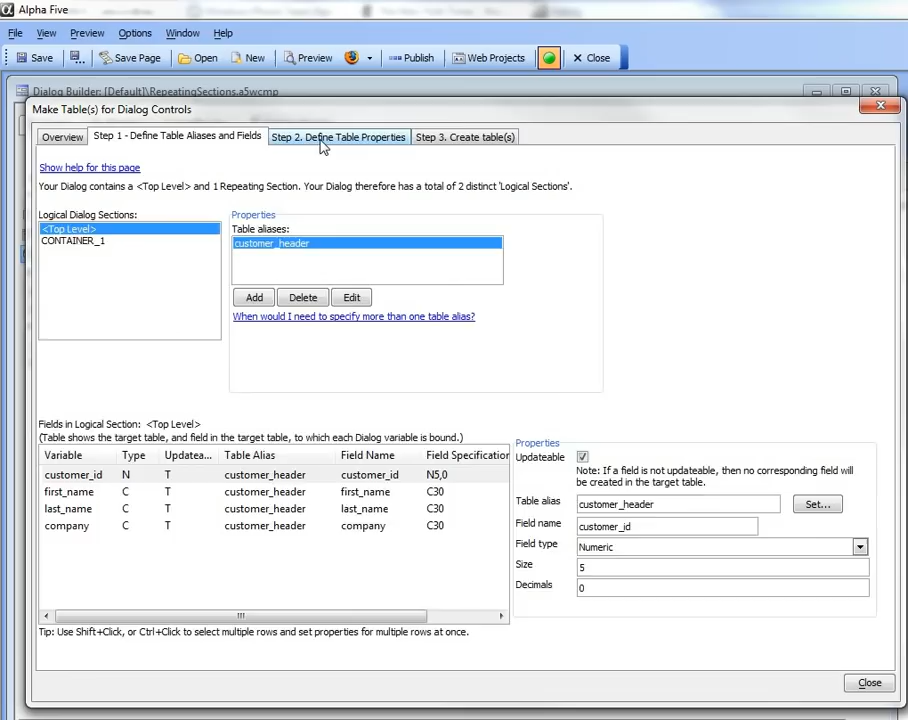 Alpha Five
File View Preview Options Window Help
Save Save Page Open New Preview Publish Web Projects Close
Dialog Builder: [Default]\RepeatingSections.a5wcmp
Make Table(s) for Dialog Controls
Overview Step 1 - Define Table Aliases and Fields Step 2. Define Table Properties Step 3. Create table(s)
Show help for this page
Your Dialog contains a <Top Level> and 1 Repeating Section. Your Dialog therefore has a total of 2 distinct 'Logical Sections'.
Logical Dialog Sections:
<Top Level>
CONTAINER_1
Properties
Table aliases:
customer_header
Add Delete Edit
When would I need to specify more than one table alias?
Fields in Logical Section: <Top Level>
(Table shows the target table, and field in the target table, to which each Dialog variable is bound.)
Variable Type Updatea... Table Alias Field Name Field Specification
customer_id N T customer_header customer_id N5,0
first_name C T customer_header first_name C30
last_name C T customer_header last_name C30
company C T customer_header company C30
Properties
Updateable
Note: If a field is not updateable, then no corresponding field will
be created in the target table.
Table alias customer_header Set...
Field name customer_id
Field type Numeric
Size 5
Decimals 0
Tip: Use Shift+Click, or Ctrl+Click to select multiple rows and set properties for multiple rows at once.
Close